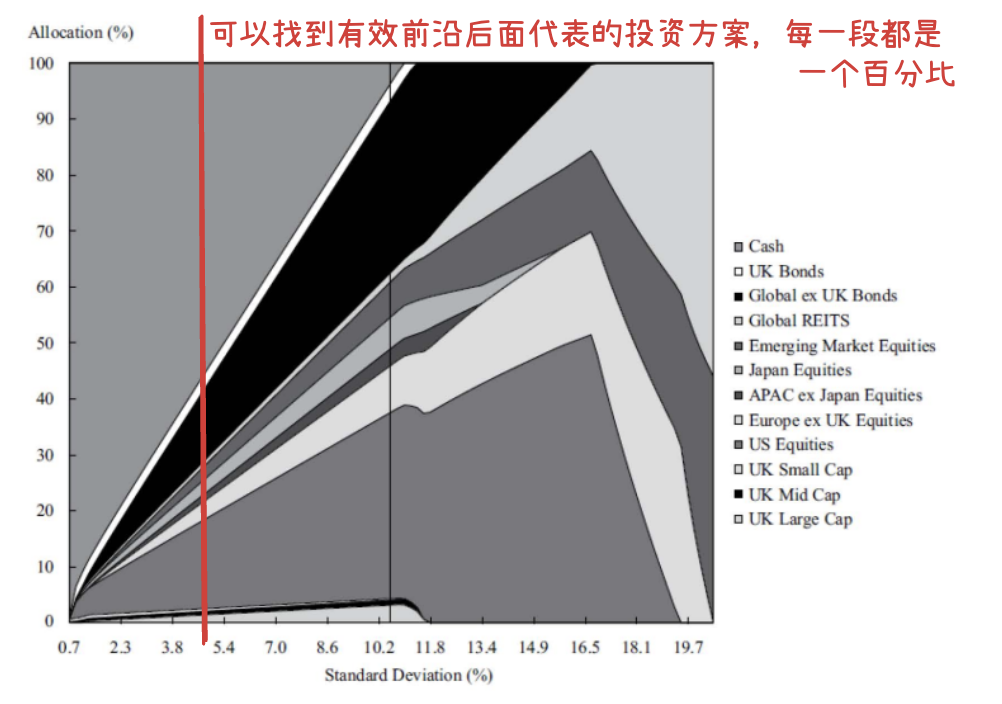 Allocation (%)
可以找到有效前沿后面代表的投资方案，每一段都是
一个百分比
100
90
80
70
60
50
40
30
20
10
0
0.7 2.3 3.8 5.4 7.0 8.6 10.2 11.8 13.4 14.9 16.5 18.1 19.7
Standard Deviation (%)
Cash
UK Bonds
Global ex UK Bonds
Global REITS
Emerging Market Equities
Japan Equities
APAC ex Japan Equities
Europe ex UK Equities
US Equities
UK Small Cap
UK Mid Cap
UK Large Cap